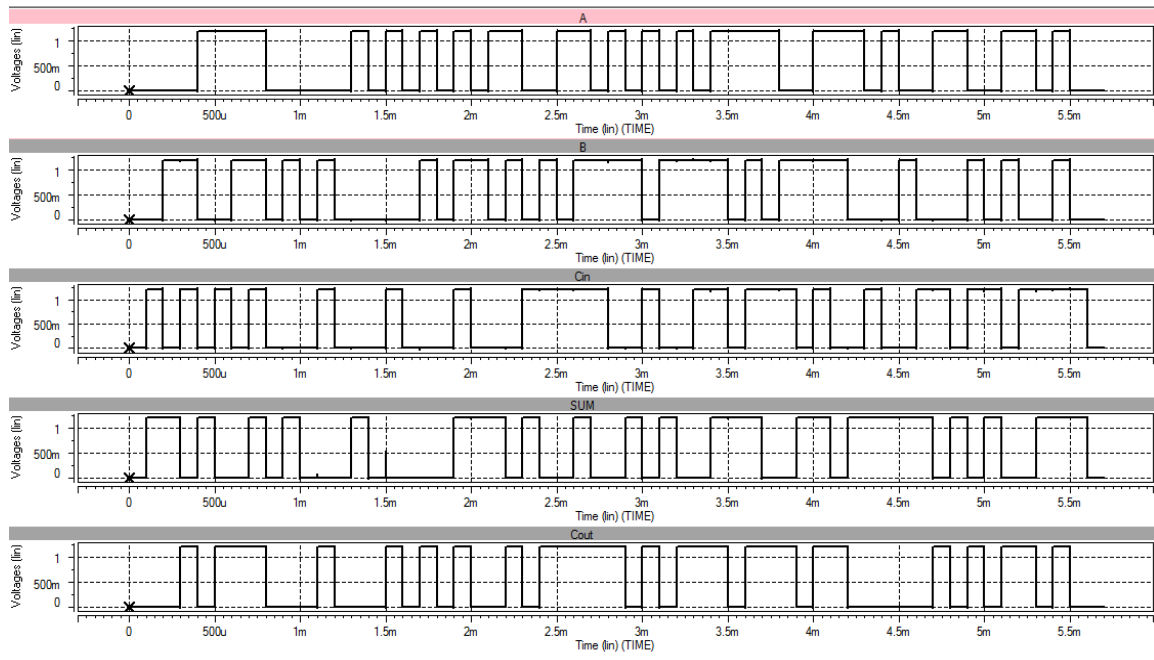 A
Voltages (lin)
1
500m
0
0 500u 1m 1.5m 2m 2.5m 3m 3.5m 4m 4.5m 5m 5.5m
Time (lin) (TIME)
B
Voltages (lin)
1
500m
0
0 500u 1m 1.5m 2m 2.5m 3m 3.5m 4m 4.5m 5m 5.5m
Time (lin) (TIME)
Cin
Voltages (lin)
1
500m
0
0 500u 1m 1.5m 2m 2.5m 3m 3.5m 4m 4.5m 5m 5.5m
Time (lin) (TIME)
SUM
Voltages (lin)
1
500m
0
0 500u 1m 1.5m 2m 2.5m 3m 3.5m 4m 4.5m 5m 5.5m
Time (lin) (TIME)
Cout
Voltages (lin)
1
500m
0
0 500u 1m 1.5m 2m 2.5m 3m 3.5m 4m 4.5m 5m 5.5m
Time (lin) (TIME)